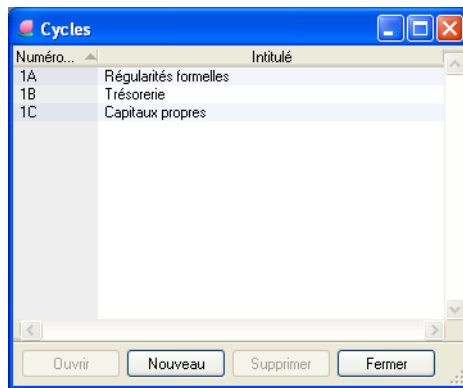 Cycles
Numéro... Intitulé
1A Régularités formelles
1B Trésorerie
1C Capitaux propres
Ouvrir Nouveau Supprimer Fermer